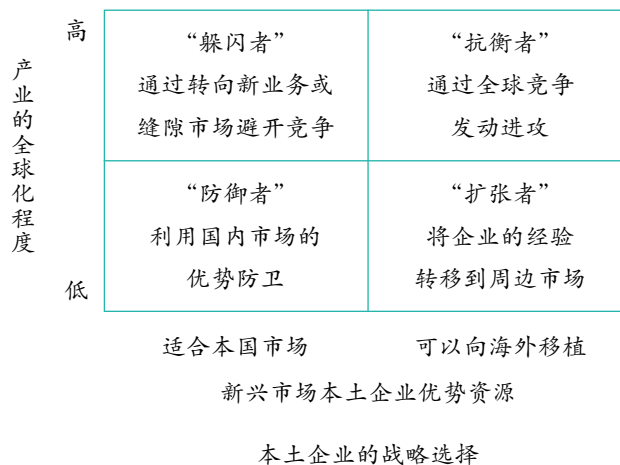 高
产业的全球化程度
低
“躲闪者”
通过转向新业务或
缝隙市场避开竞争
“抗衡者”
通过全球竞争
发动进攻
“防御者”
利用国内市场的
优势防卫
“扩张者”
将企业的经验
转移到周边市场
适合本国市场
可以向海外移植
新兴市场本土企业优势资源
本土企业的战略选择